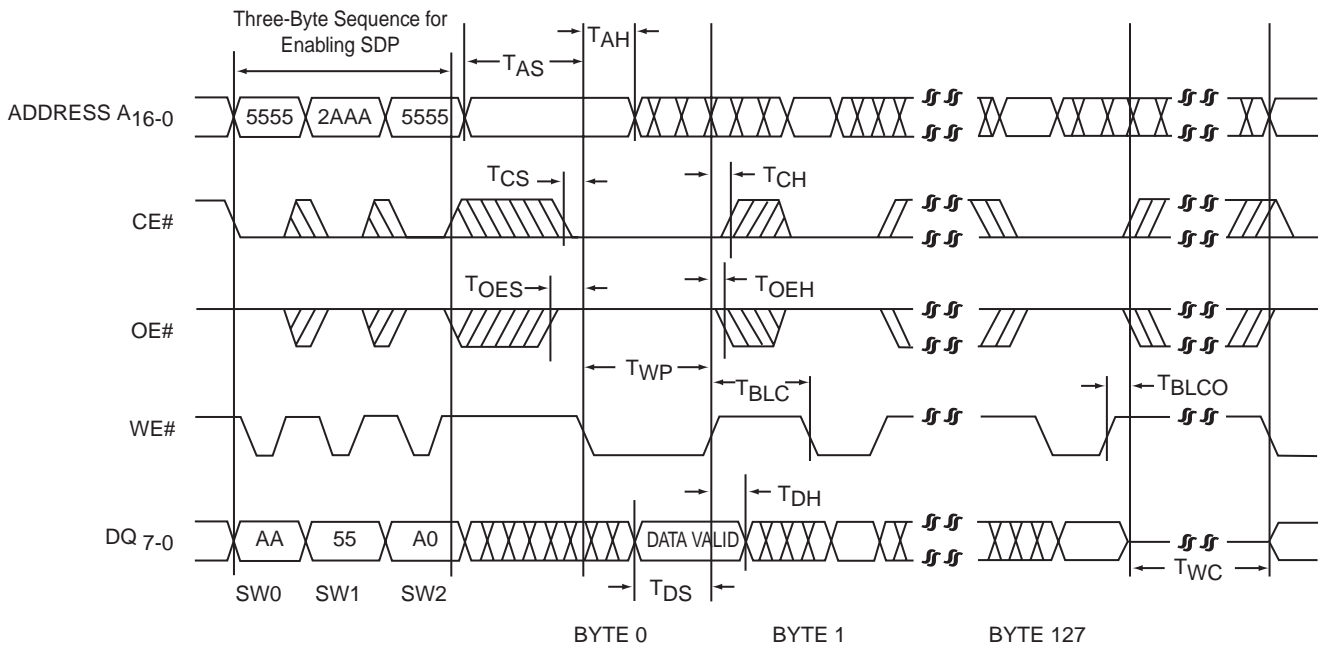 Three-Byte Sequence for
Enabling SDP
TAH
TAS
ADDRESS A16-0
5555 2AAA 5555
TCS
TCH
CE#
TOES
TOEH
OE#
TWP
TBLC
TBLCO
WE#
TDH
DQ 7-0
AA 55 A0 DATA VALID
SW0 SW1 SW2
TDS
TWC
BYTE 0 BYTE 1 BYTE 127